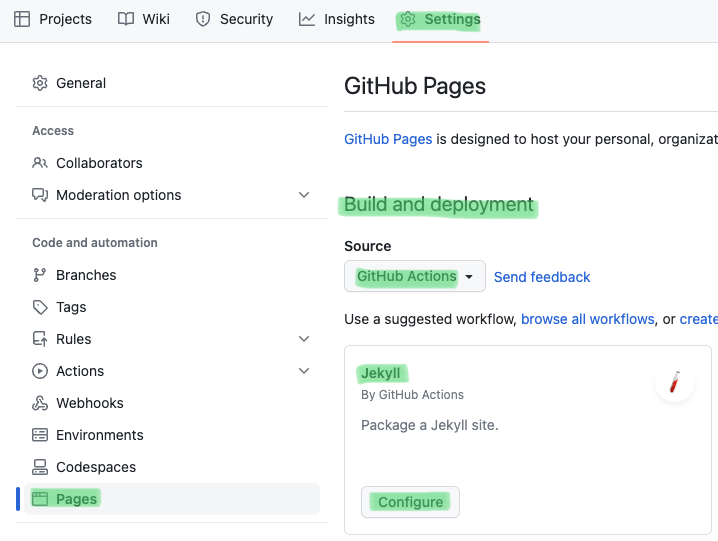 Projects Wiki Security Insights Settings
General
Access
Collaborators
Moderation options
Code and automation
Branches
Tags
Rules
Actions
Webhooks
Environments
Codespaces
Pages
GitHub Pages
GitHub Pages is designed to host your personal, organizat
Build and deployment
Source
GitHub Actions Send feedback
Use a suggested workflow, browse all workflows, or create
Jekyll
By GitHub Actions
Package a Jekyll site.
Configure